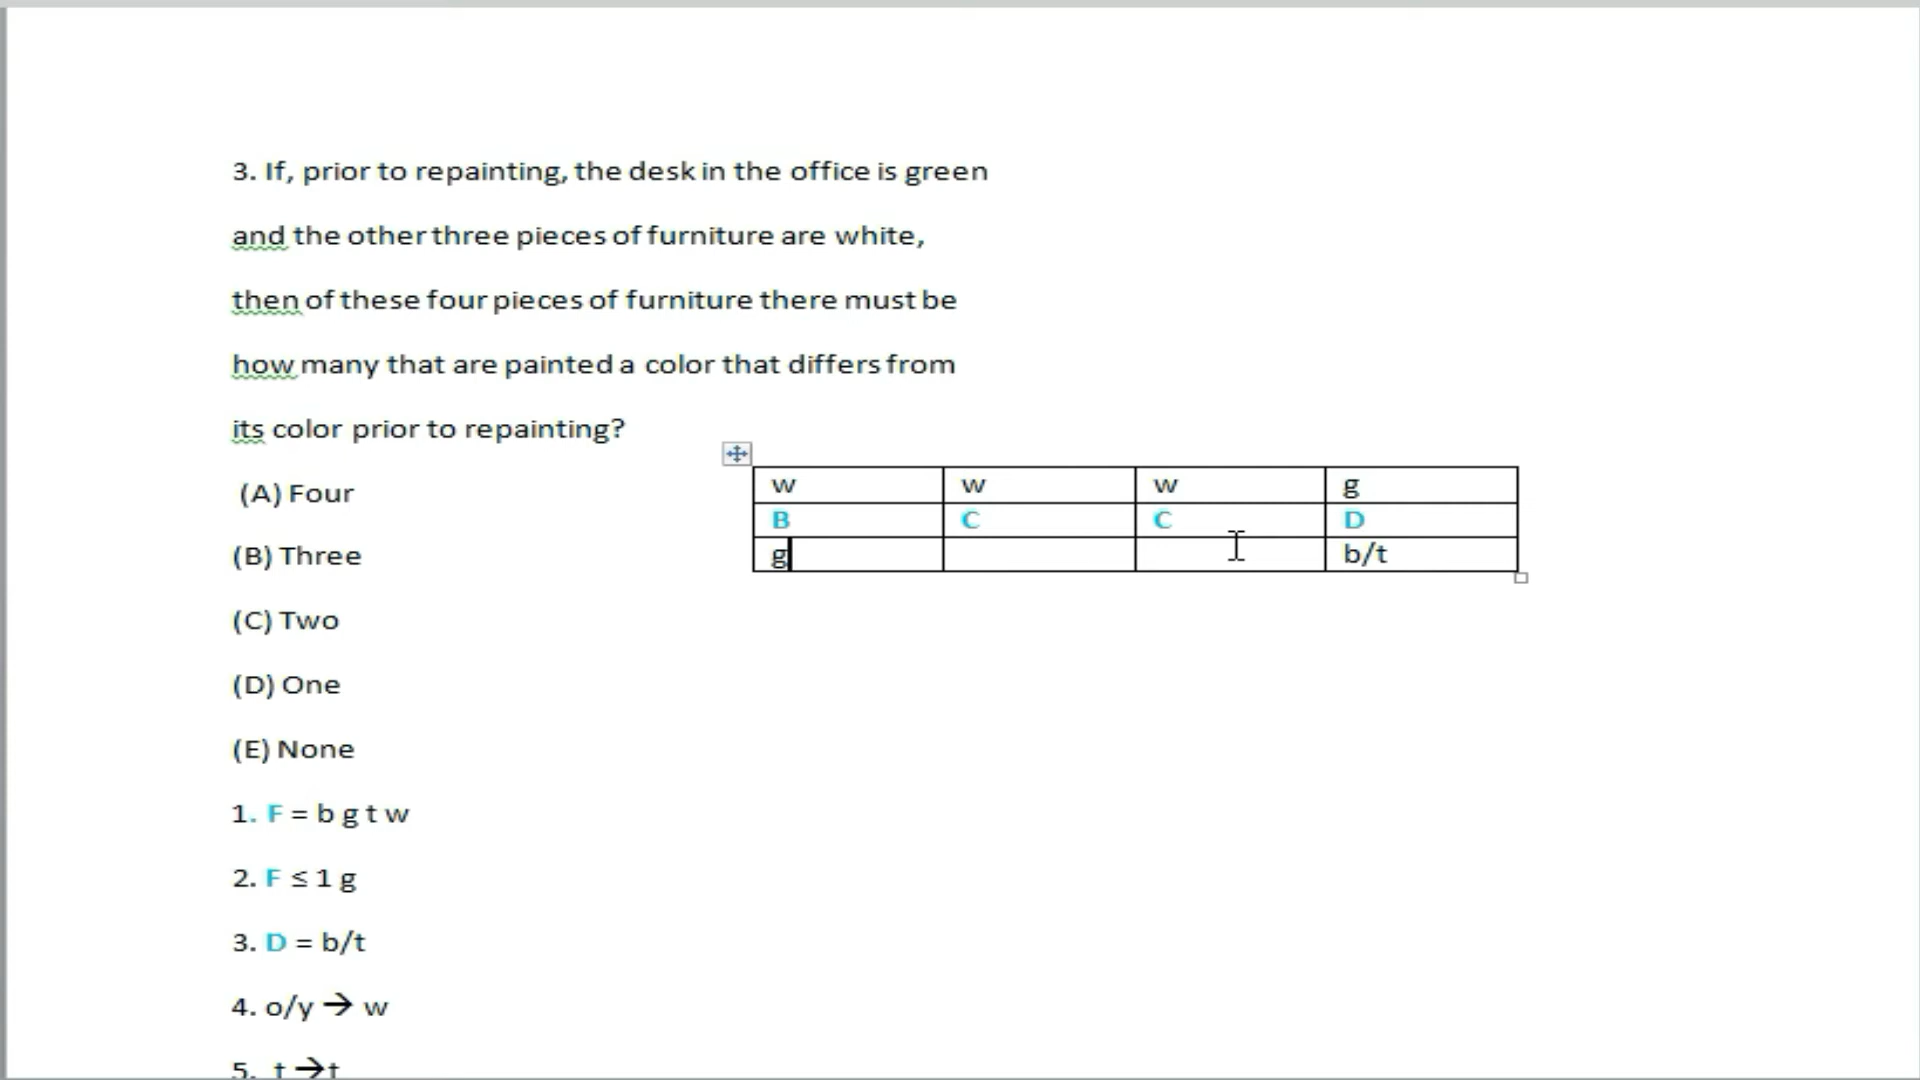 3. If, prior to repainting, the desk in the office is green
and the other three pieces of furniture are white,
then of these four pieces of furniture there must be
how many that are painted a color that differs from
its color prior to repainting?
(A) Four
(B) Three
(C) Two
(D) One
(E) None
w w w g
B C C D
g b/t
1. F = b g t w
2. F ≤ 1 g
3. D = b/t
4. o/y → w
5. t → t